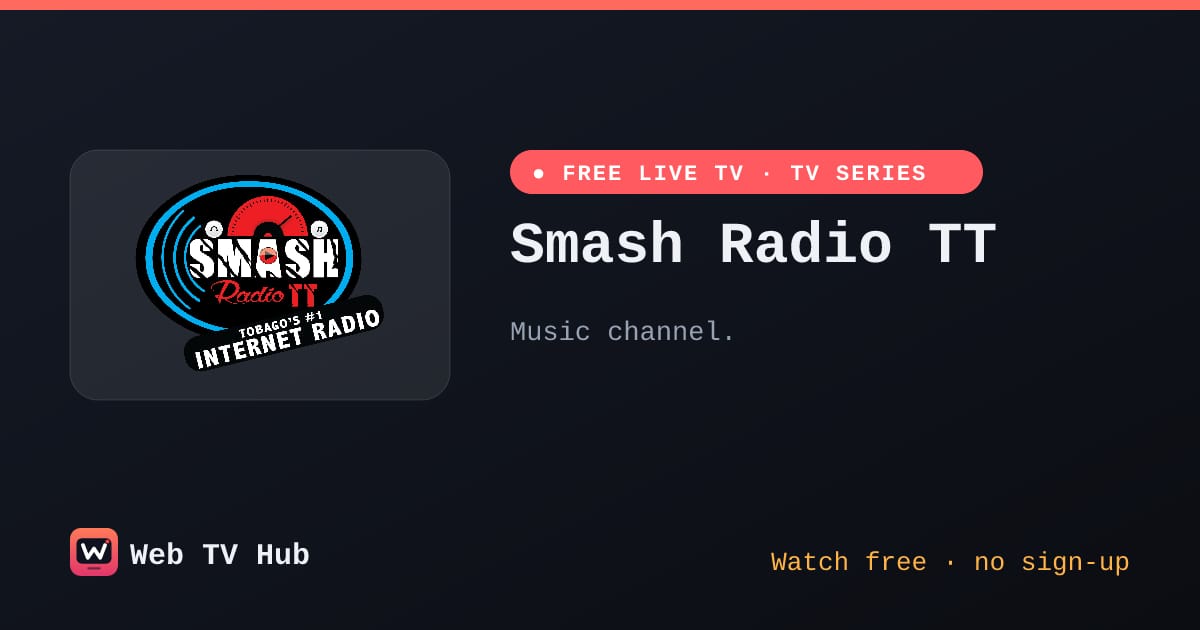 SMASH
Radio TT
TOBAGO'S #1
INTERNET RADIO
● FREE LIVE TV · TV SERIES
Smash Radio TT
Music channel.
W
Web TV Hub
Watch free · no sign-up